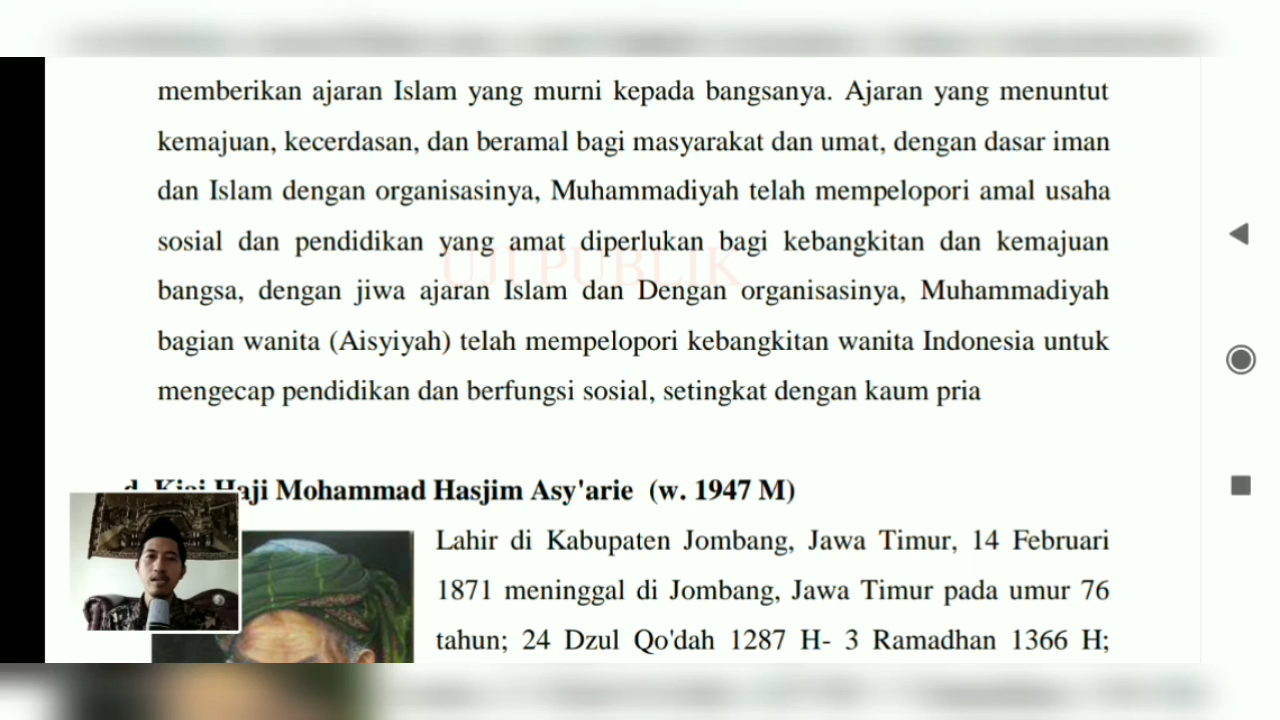 memberikan ajaran Islam yang murni kepada bangsanya. Ajaran yang menuntut
kemajuan, kecerdasan, dan beramal bagi masyarakat dan umat, dengan dasar iman
dan Islam dengan organisasinya, Muhammadiyah telah mempelopori amal usaha
sosial dan pendidikan yang amat diperlukan bagi kebangkitan dan kemajuan
UJI PUBLIK
bangsa, dengan jiwa ajaran Islam dan Dengan organisasinya, Muhammadiyah
bagian wanita (Aisyiyah) telah mempelopori kebangkitan wanita Indonesia untuk
mengecap pendidikan dan berfungsi sosial, setingkat dengan kaum pria
d. Kiai Haji Mohammad Hasjim Asy'arie (w. 1947 M)
Lahir di Kabupaten Jombang, Jawa Timur, 14 Februari
1871 meninggal di Jombang, Jawa Timur pada umur 76
tahun; 24 Dzul Qo'dah 1287 H- 3 Ramadhan 1366 H;